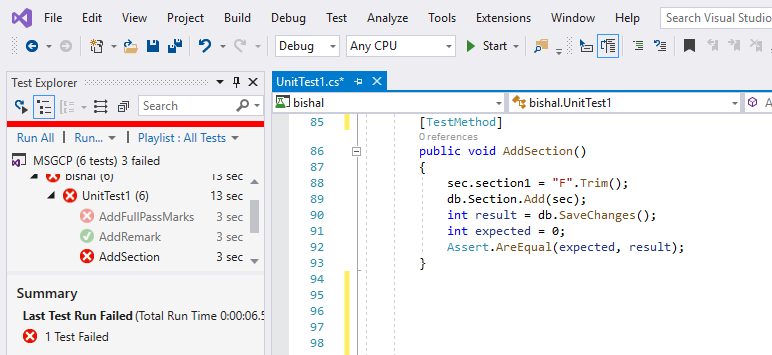 File Edit View Project Build Debug Team Tools Architecture
Test Analyze Tools Extensions Window Help Search Visual Studio
Debug Any CPU Start
Test Explorer
Search
Run All Run... Playlist : All Tests
MSGCP (6 tests) 3 failed
bishal (6) 13 sec
UnitTest1 (6) 13 sec
AddFullPassMarks 3 sec
AddRemark 3 sec
AddSection 3 sec
Summary
Last Test Run Failed (Total Run Time 0:00:06.5
1 Test Failed
UnitTest1.cs*
bishal bishal.UnitTest1
85 [TestMethod]
0 references
86 public void AddSection()
87 {
88 sec.section1 = "F".Trim();
89 db.Section.Add(sec);
90 int result = db.SaveChanges();
91 int expected = 0;
92 Assert.AreEqual(expected, result);
93 }
94
95
96
97
98